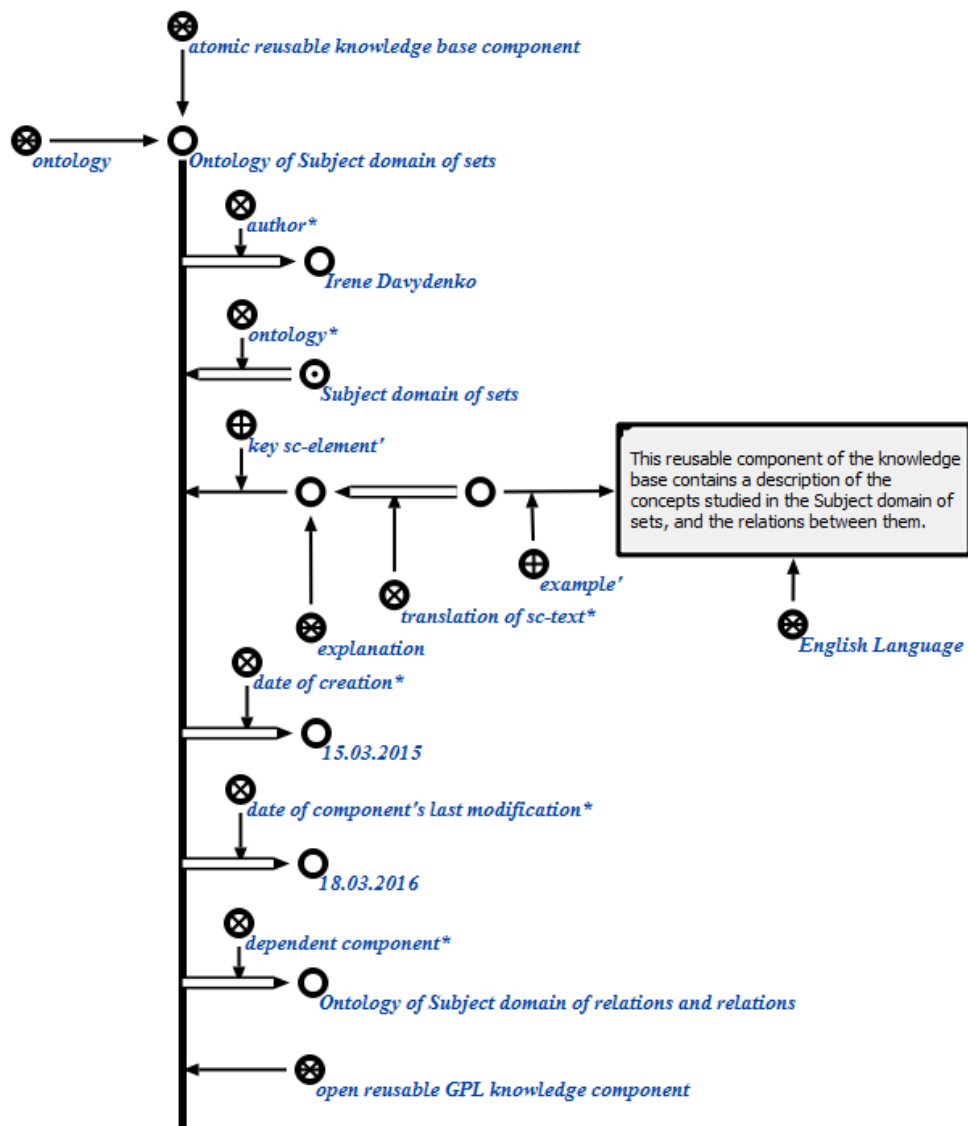 atomic reusable knowledge base component
ontology
Ontology of Subject domain of sets
author*
Irene Davydenko
ontology*
Subject domain of sets
key sc-element'
This reusable component of the knowledge
base contains a description of the
concepts studied in the Subject domain of
sets, and the relations between them.
example'
translation of sc-text*
explanation
English Language
date of creation*
15.03.2015
date of component's last modification*
18.03.2016
dependent component*
Ontology of Subject domain of relations and relations
open reusable GPL knowledge component